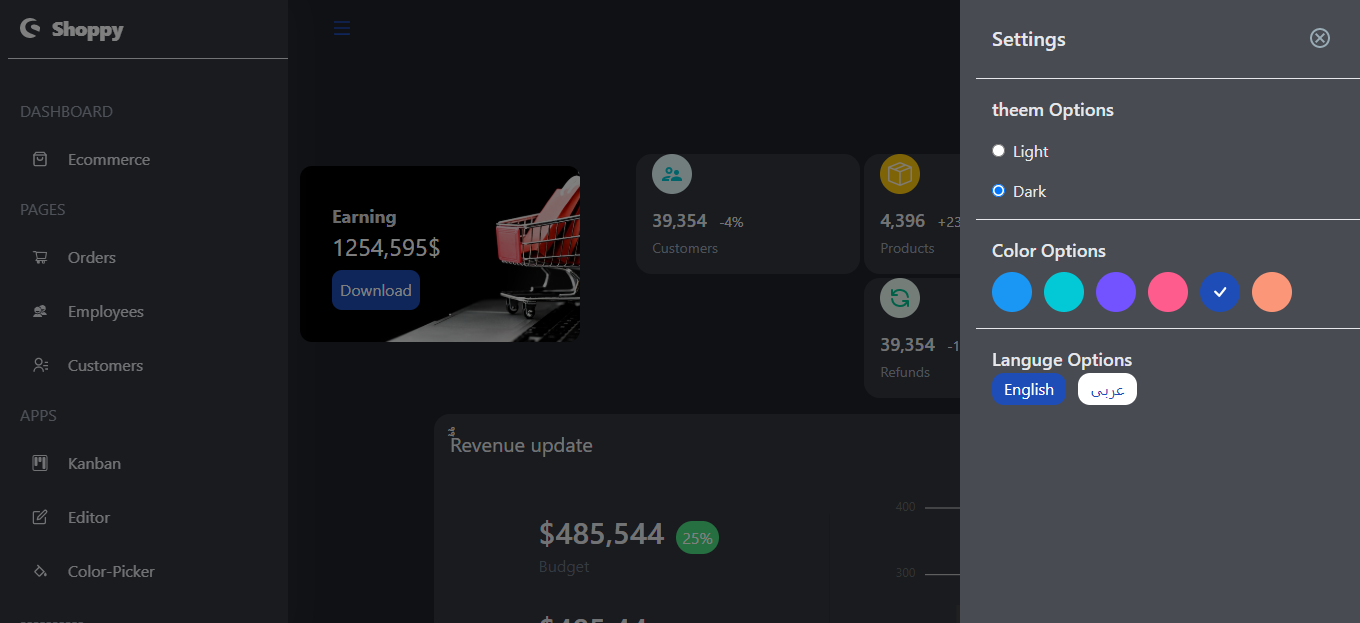 Shoppy
DASHBOARD
Ecommerce
PAGES
Orders
Employees
Customers
APPS
Kanban
Editor
Color-Picker
Earning
1254,595$
Download
39,354 -4%
Customers
4,396 +23
Products
39,354 -1
Refunds
Revenue update
$485,544 25%
Budget
400
300
Settings
theem Options
Light
Dark
Color Options
Languge Options
English عربى